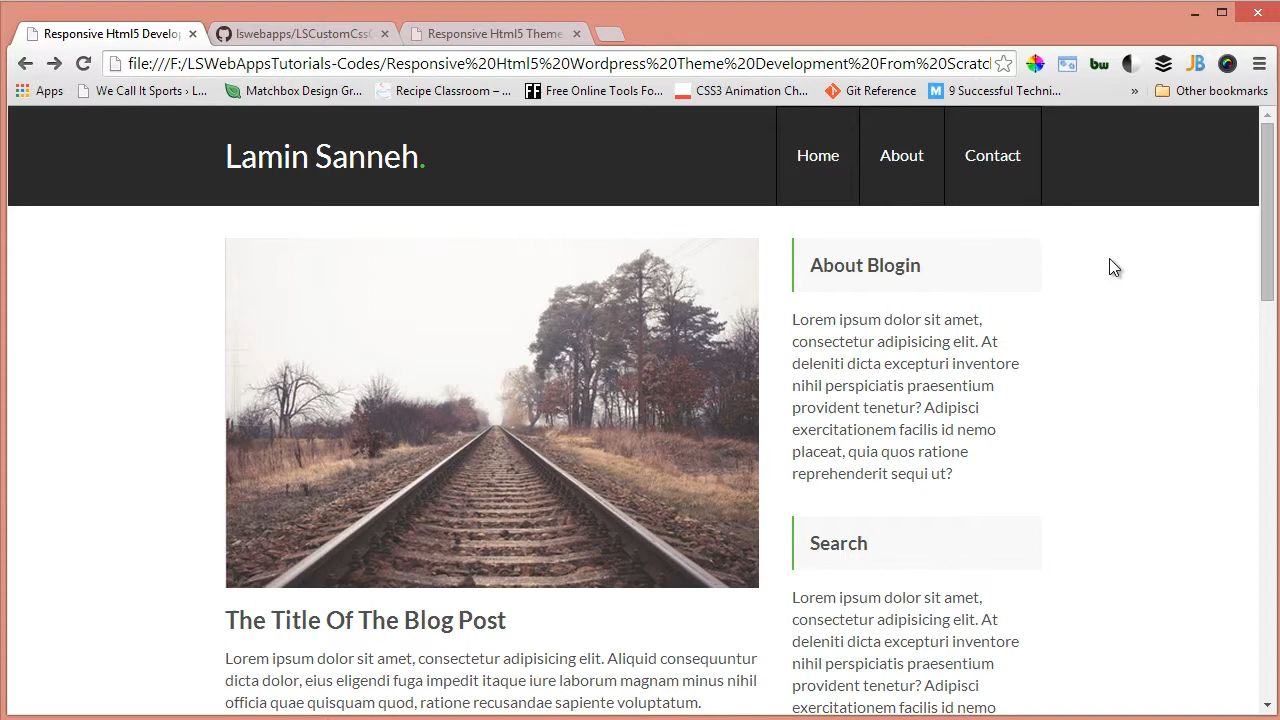 Responsive Html5 Develo
lswebapps/LSCustomCss
Responsive Html5 Theme
file:///F:/LSWebAppsTutorials-Codes/Responsive%20Html5%20Wordpress%20Theme%20Development%20From%20Scratch
bw
JB
Apps
We Call It Sports › L...
Matchbox Design Gr...
Recipe Classroom – ...
FF
Free Online Tools Fo...
CSS3 Animation Ch...
Git Reference
M
9 Successful Techni...
»
Other bookmarks
Lamin Sanneh.
Home
About
Contact
About Blogin
Lorem ipsum dolor sit amet,
consectetur adipisicing elit. At
deleniti dicta excepturi inventore
nihil perspiciatis praesentium
provident tenetur? Adipisci
exercitationem facilis id nemo
placeat, quia quos ratione
reprehenderit sequi ut?
Search
Lorem ipsum dolor sit amet,
consectetur adipisicing elit. At
deleniti dicta excepturi inventore
nihil perspiciatis praesentium
provident tenetur? Adipisci
exercitationem facilis id nemo
The Title Of The Blog Post
Lorem ipsum dolor sit amet, consectetur adipisicing elit. Aliquid consequuntur
dicta dolor, eius eligendi fuga impedit itaque iure laborum magnam minus nihil
officia quae quisquam quod, ratione recusandae sapiente voluptatum.